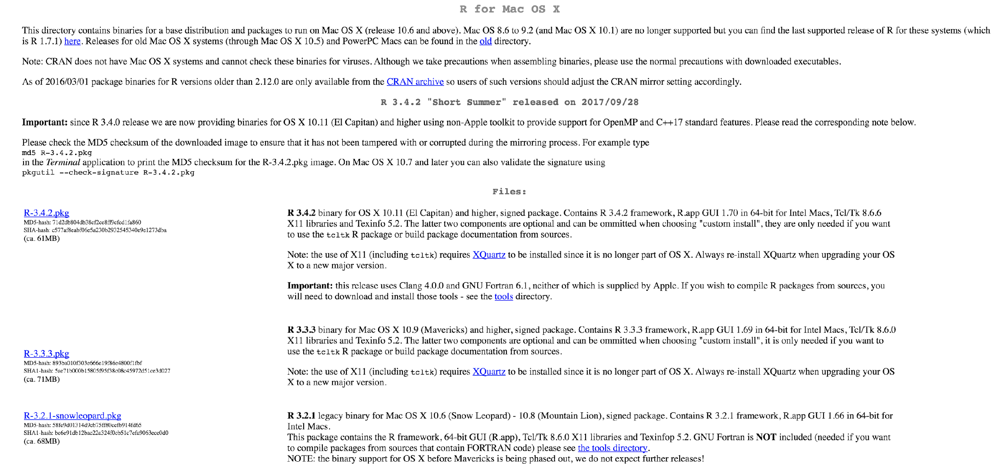 R for Mac OS X
This directory contains binaries for a base distribution and packages to run on Mac OS X (release 10.6 and above). Mac OS 8.6 to 9.2 (and Mac OS X 10.1) are no longer supported but you can find the last supported release of R for these systems (which
is R 1.7.1) here. Releases for old Mac OS X systems (through Mac OS X 10.5) and PowerPC Macs can be found in the old directory.
Note: CRAN does not have Mac OS X systems and cannot check these binaries for viruses. Although we take precautions when assembling binaries, please use the normal precautions with downloaded executables.
As of 2016/03/01 package binaries for R versions older than 2.12.0 are only available from the CRAN archive so users of such versions should adjust the CRAN mirror setting accordingly.
R 3.4.2 "Short Summer" released on 2017/09/28
Important: since R 3.4.0 release we are now providing binaries for OS X 10.11 (El Capitan) and higher using non-Apple toolkit to provide support for OpenMP and C++17 standard features. Please read the corresponding note below.
Please check the MD5 checksum of the downloaded image to ensure that it has not been tampered with or corrupted during the mirroring process. For example type
md5 R-3.4.2.pkg
in the Terminal application to print the MD5 checksum for the R-3.4.2.pkg image. On Mac OS X 10.7 and later you can also validate the signature using
pkgutil --check-signature R-3.4.2.pkg
Files:
R-3.4.2.pkg
MD5-hash: 71d2db804db38cf2ce8ff9cfcd1fa860
SHA-hash: c577af8eabf06e5a230b2932545340e9e1273dba
(ca. 61MB)
R 3.4.2 binary for OS X 10.11 (El Capitan) and higher, signed package. Contains R 3.4.2 framework, R.app GUI 1.70 in 64-bit for Intel Macs, Tcl/Tk 8.6.6
X11 libraries and Texinfo 5.2. The latter two components are optional and can be ommitted when choosing "custom install", they are only needed if you want
to use the tcltk R package or build package documentation from sources.
Note: the use of X11 (including tcltk) requires XQuartz to be installed since it is no longer part of OS X. Always re-install XQuartz when upgrading your OS
X to a new major version.
Important: this release uses Clang 4.0.0 and GNU Fortran 6.1, neither of which is supplied by Apple. If you wish to compile R packages from sources, you
will need to download and install those tools - see the tools directory.
R-3.3.3.pkg
MD5-hash: 893ba010f303e666e19f86e4800f1fbf
SHA1-hash: 5ae71b000b15805f95f38c08c45972d51ce3d027
(ca. 71MB)
R 3.3.3 binary for Mac OS X 10.9 (Mavericks) and higher, signed package. Contains R 3.3.3 framework, R.app GUI 1.69 in 64-bit for Intel Macs, Tcl/Tk 8.6.0
X11 libraries and Texinfo 5.2. The latter two components are optional and can be ommitted when choosing "custom install", it is only needed if you want to
use the tcltk R package or build package documentation from sources.
Note: the use of X11 (including tcltk) requires XQuartz to be installed since it is no longer part of OS X. Always re-install XQuartz when upgrading your OS
X to a new major version.
R-3.2.1-snowleopard.pkg
MD5-hash: 58fe9d01314d9cb75ff80ccfb914fd65
SHA1-hash: be6e91db12bac22a324f0cb51c7efa9063ece0d0
(ca. 68MB)
R 3.2.1 legacy binary for Mac OS X 10.6 (Snow Leopard) - 10.8 (Mountain Lion), signed package. Contains R 3.2.1 framework, R.app GUI 1.66 in 64-bit for
Intel Macs.
This package contains the R framework, 64-bit GUI (R.app), Tcl/Tk 8.6.0 X11 libraries and Texinfop 5.2. GNU Fortran is NOT included (needed if you want
to compile packages from sources that contain FORTRAN code) please see the tools directory.
NOTE: the binary support for OS X before Mavericks is being phased out, we do not expect further releases!